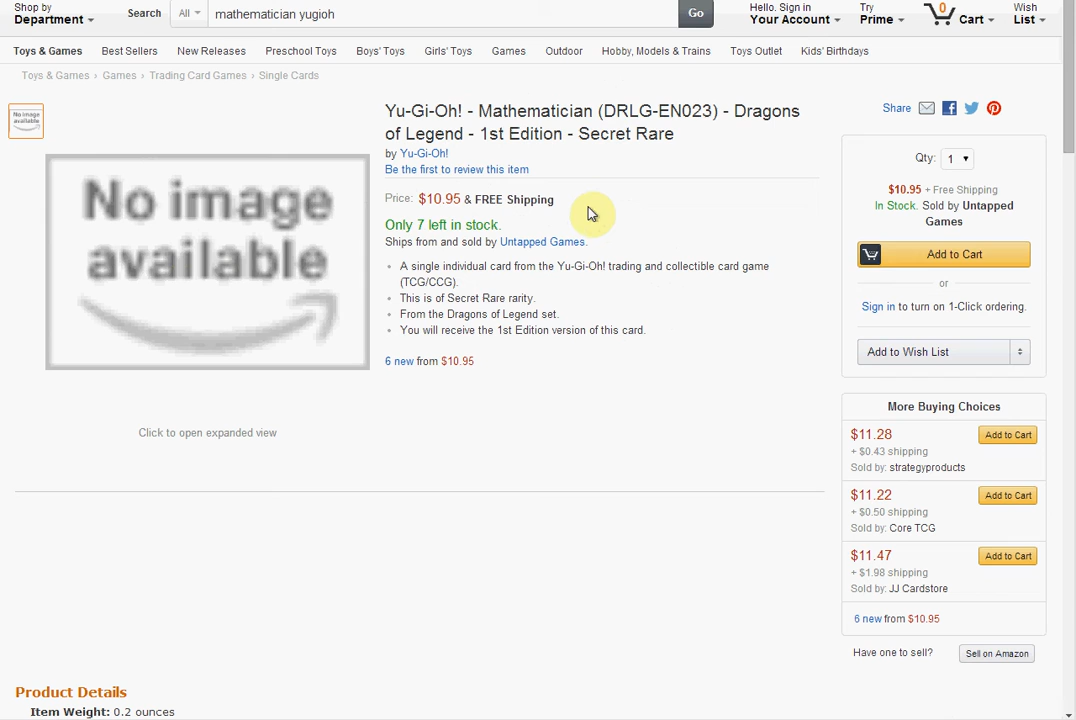 Shop by
Department
Search
All
mathematician yugioh
Go
Hello. Sign in
Your Account
Try
Prime
0
Cart
Wish
List
Toys & Games
Best Sellers
New Releases
Preschool Toys
Boys' Toys
Girls' Toys
Games
Outdoor
Hobby, Models & Trains
Toys Outlet
Kids' Birthdays
Toys & Games › Games › Trading Card Games › Single Cards
No image
available
No image
available
Click to open expanded view
Yu-Gi-Oh! - Mathematician (DRLG-EN023) - Dragons
of Legend - 1st Edition - Secret Rare
by Yu-Gi-Oh!
Be the first to review this item
Price: $10.95 & FREE Shipping
Only 7 left in stock.
Ships from and sold by Untapped Games.
• A single individual card from the Yu-Gi-Oh! trading and collectible card game
(TCG/CCG).
• This is of Secret Rare rarity.
• From the Dragons of Legend set.
• You will receive the 1st Edition version of this card.
6 new from $10.95
Share
Qty: 1
$10.95 + Free Shipping
In Stock. Sold by Untapped
Games
Add to Cart
or
Sign in to turn on 1-Click ordering.
Add to Wish List
More Buying Choices
$11.28
Add to Cart
+ $0.43 shipping
Sold by: strategyproducts
$11.22
Add to Cart
+ $0.50 shipping
Sold by: Core TCG
$11.47
Add to Cart
+ $1.98 shipping
Sold by: JJ Cardstore
6 new from $10.95
Have one to sell?
Sell on Amazon
Product Details
Item Weight: 0.2 ounces